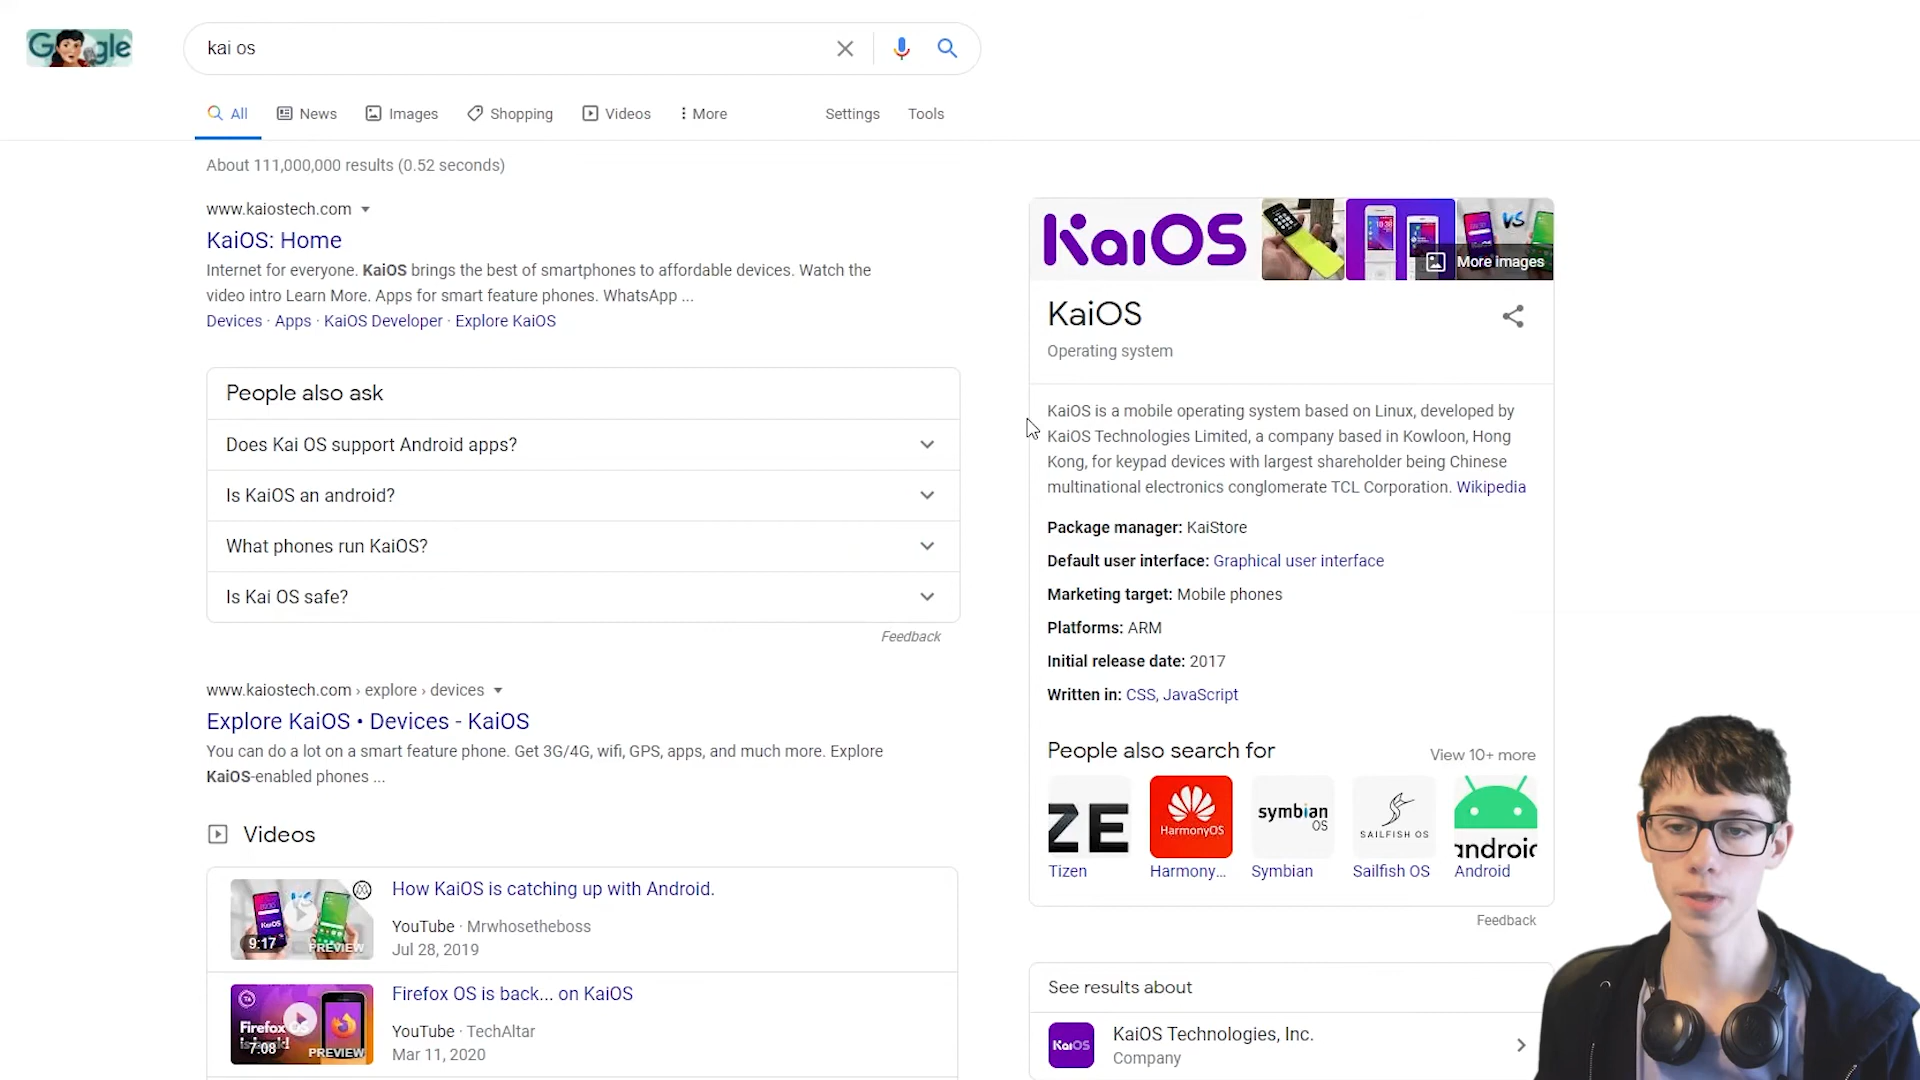 Google
kai os
All
News
Images
Shopping
Videos
More
Settings
Tools
About 111,000,000 results (0.52 seconds)
www.kaiostech.com
KaiOS: Home
Internet for everyone. KaiOS brings the best of smartphones to affordable devices. Watch the
video intro Learn More. Apps for smart feature phones. WhatsApp ...
Devices · Apps · KaiOS Developer · Explore KaiOS
People also ask
Does Kai OS support Android apps?
Is KaiOS an android?
What phones run KaiOS?
Is Kai OS safe?
Feedback
www.kaiostech.com › explore › devices
Explore KaiOS • Devices - KaiOS
You can do a lot on a smart feature phone. Get 3G/4G, wifi, GPS, apps, and much more. Explore
KaiOS-enabled phones ...
Videos
KaiOS
VS
9:17
PREVIEW
How KaiOS is catching up with Android.
YouTube · Mrwhosetheboss
Jul 28, 2019
Firefox OS
7:08
PREVIEW
Firefox OS is back... on KaiOS
YouTube · TechAltar
Mar 11, 2020
KaiOS
VS
More images
KaiOS
Operating system
KaiOS is a mobile operating system based on Linux, developed by
KaiOS Technologies Limited, a company based in Kowloon, Hong
Kong, for keypad devices with largest shareholder being Chinese
multinational electronics conglomerate TCL Corporation. Wikipedia
Package manager: KaiStore
Default user interface: Graphical user interface
Marketing target: Mobile phones
Platforms: ARM
Initial release date: 2017
Written in: CSS, JavaScript
People also search for
View 10+ more
ZE
HarmonyOS
symbian
OS
SAILFISH OS
android
Tizen
Harmony...
Symbian
Sailfish OS
Android
Feedback
See results about
KaiOS
KaiOS Technologies, Inc.
Company